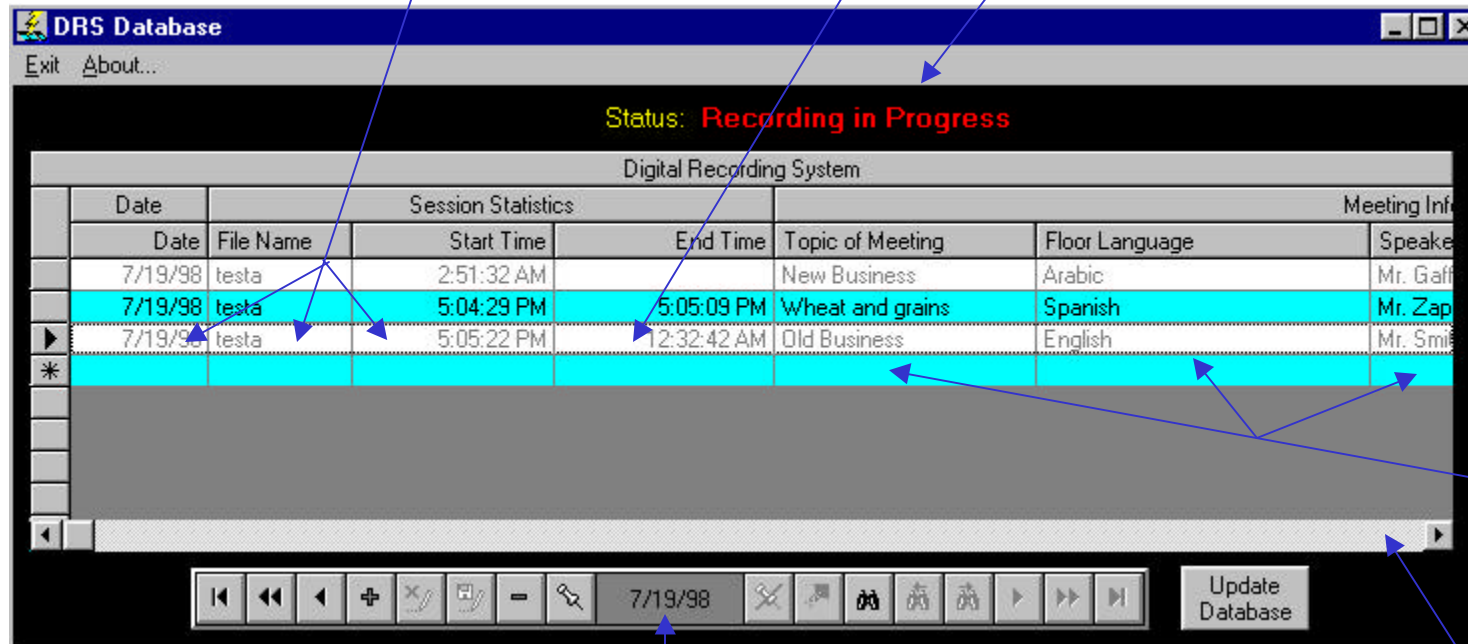 DRS Database
Exit About...
Status: Recording in Progress
Digital Recording System
Date Session Statistics Meeting Inf
Date File Name Start Time End Time Topic of Meeting Floor Language Speake
7/19/98 testa 2:51:32 AM New Business Arabic Mr. Gaff
7/19/98 testa 5:04:29 PM 5:05:09 PM Wheat and grains Spanish Mr. Zap
7/19/98 testa 5:05:22 PM 12:32:42 AM Old Business English Mr. Smi
7/19/98
Update
Database